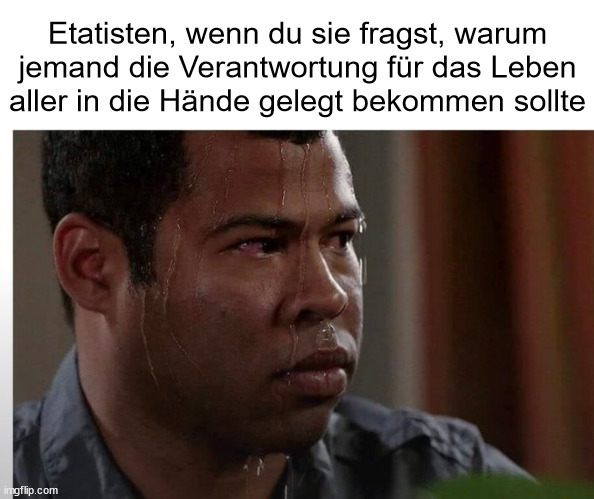 Etatisten, wenn du sie fragst, warum
jemand die Verantwortung für das Leben
aller in die Hände gelegt bekommen sollte
imgflip.com